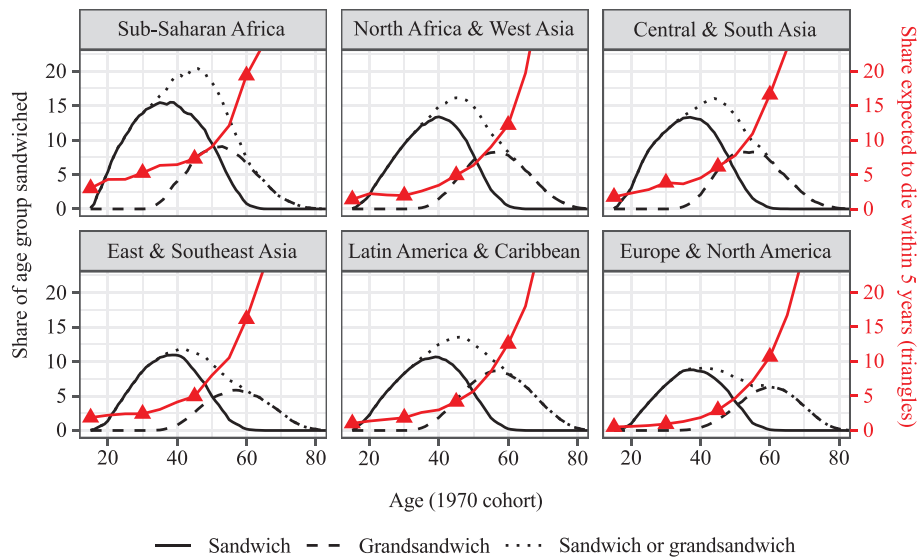 Sub-Saharan Africa
North Africa & West Asia
Central & South Asia
20
15
10
5
0
20
15
10
5
0
East & Southeast Asia
Latin America & Caribbean
Europe & North America
20
15
10
5
0
20
15
10
5
0
Share of age group sandwiched
Share expected to die within 5 years (triangles)
20 40 60 80
20 40 60 80
20 40 60 80
Age (1970 cohort)
Sandwich
Grandsandwich
Sandwich or grandsandwich